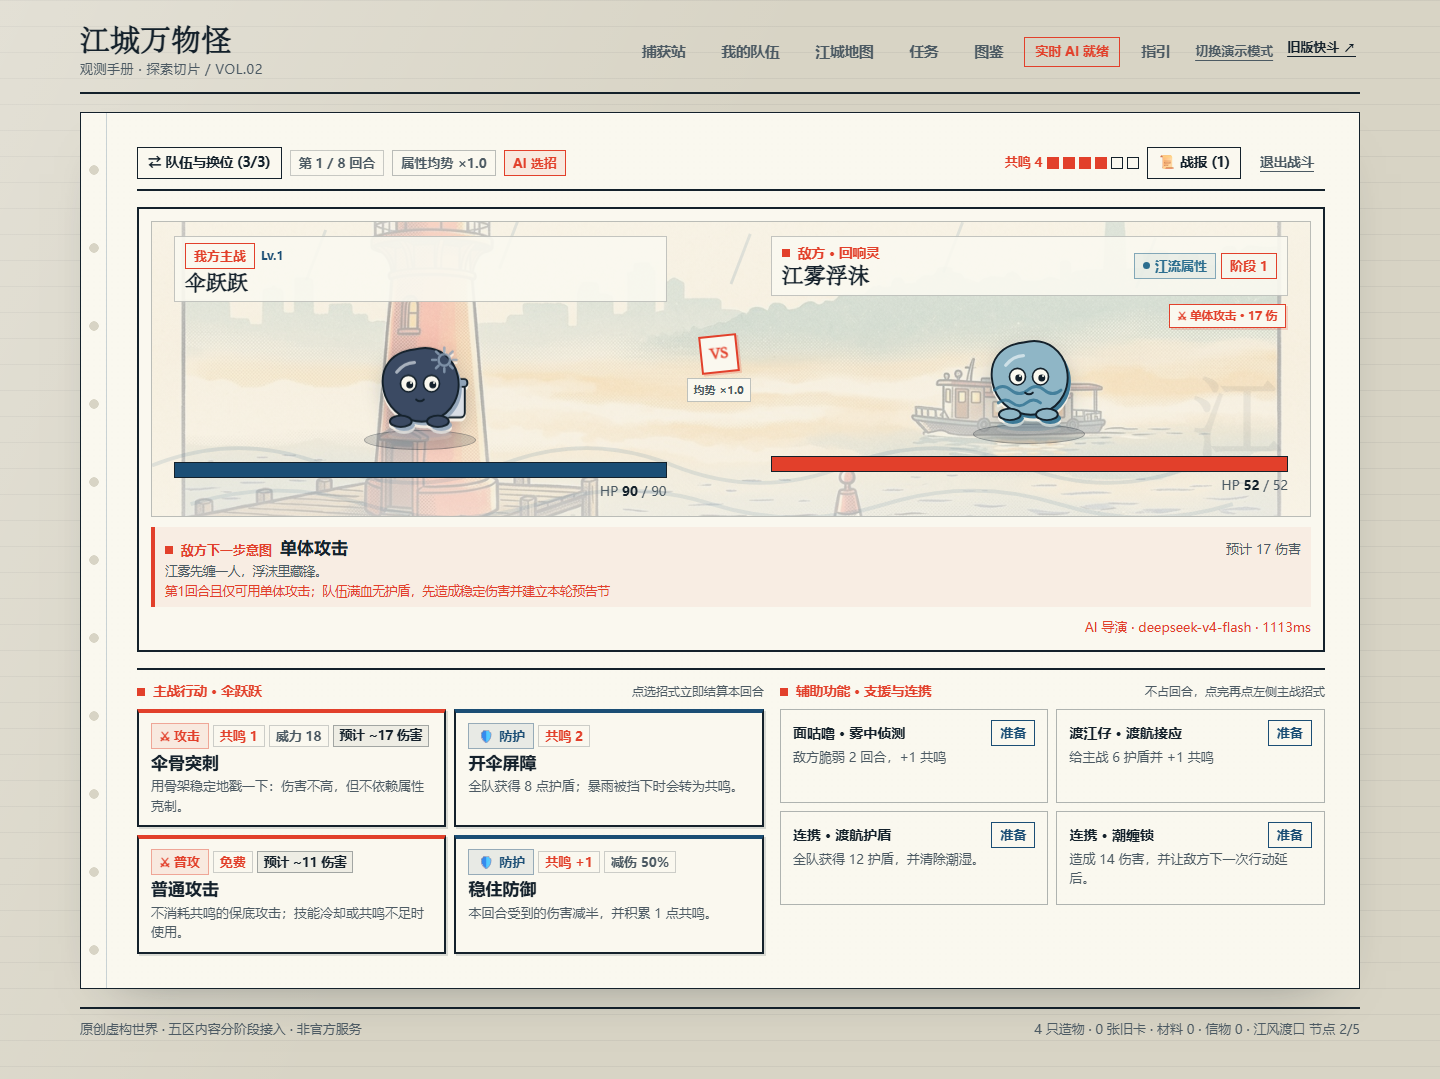 江城万物怪
观测手册 · 探索切片 / VOL.02
捕获站
我的队伍
江城地图
任务
图鉴
实时 AI 就绪
指引
切换演示模式
旧版快斗 ↗
⇄ 队伍与换位 (3/3)
第 1 / 8 回合
属性均势 ×1.0
AI 选招
共鸣 4
📜 战报 (1)
退出战斗
我方主战
Lv.1
伞跃跃
敌方 • 回响灵
江雾浮沫
江流属性
阶段 1
⚔ 单体攻击 • 17 伤
VS
均势 ×1.0
江
HP 90 / 90
HP 52 / 52
敌方下一步意图 单体攻击
预计 17 伤害
江雾先缠一人，浮沫里藏锋。
第1回合且仅可用单体攻击；队伍满血无护盾，先造成稳定伤害并建立本轮预告节
AI 导演 · deepseek-v4-flash · 1113ms
主战行动 • 伞跃跃
点选招式立即结算本回合
⚔ 攻击
共鸣 1
威力 18
预计 ~17 伤害
伞骨突刺
用骨架稳定地戳一下：伤害不高，但不依赖属性
克制。
防护
共鸣 2
开伞屏障
全队获得 8 点护盾；暴雨被挡下时会转为共鸣。
⚔ 普攻
免费
预计 ~11 伤害
普通攻击
不消耗共鸣的保底攻击；技能冷却或共鸣不足时
使用。
防护
共鸣 +1
减伤 50%
稳住防御
本回合受到的伤害减半，并积累 1 点共鸣。
辅助功能 • 支援与连携
不占回合，点完再点左侧主战招式
面咕噜 • 雾中侦测
准备
敌方脆弱 2 回合，+1 共鸣
渡江仔 • 渡航接应
准备
给主战 6 护盾并 +1 共鸣
连携 • 渡航护盾
准备
全队获得 12 护盾，并清除潮湿。
连携 • 潮缠锁
准备
造成 14 伤害，并让敌方下一次行动延
后。
原创虚构世界 · 五区内容分阶段接入 · 非官方服务
4 只造物 · 0 张旧卡 · 材料 0 · 信物 0 · 江风渡口 节点 2/5